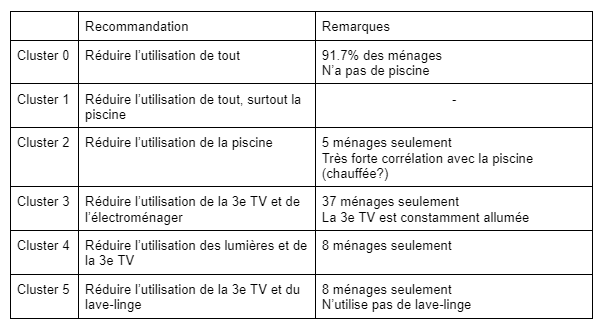 Recommandation Remarques
Cluster 0 Réduire l'utilisation de tout 91.7% des ménages
N'a pas de piscine
Cluster 1 Réduire l'utilisation de tout, surtout la -
piscine
Cluster 2 Réduire l'utilisation de la piscine 5 ménages seulement
Très forte corrélation avec la piscine
(chauffée?)
Cluster 3 Réduire l'utilisation de la 3e TV et de 37 ménages seulement
l'électroménager La 3e TV est constamment allumée
Cluster 4 Réduire l'utilisation des lumières et de 8 ménages seulement
la 3e TV
Cluster 5 Réduire l'utilisation de la 3e TV et du 8 ménages seulement
lave-linge N'utilise pas de lave-linge